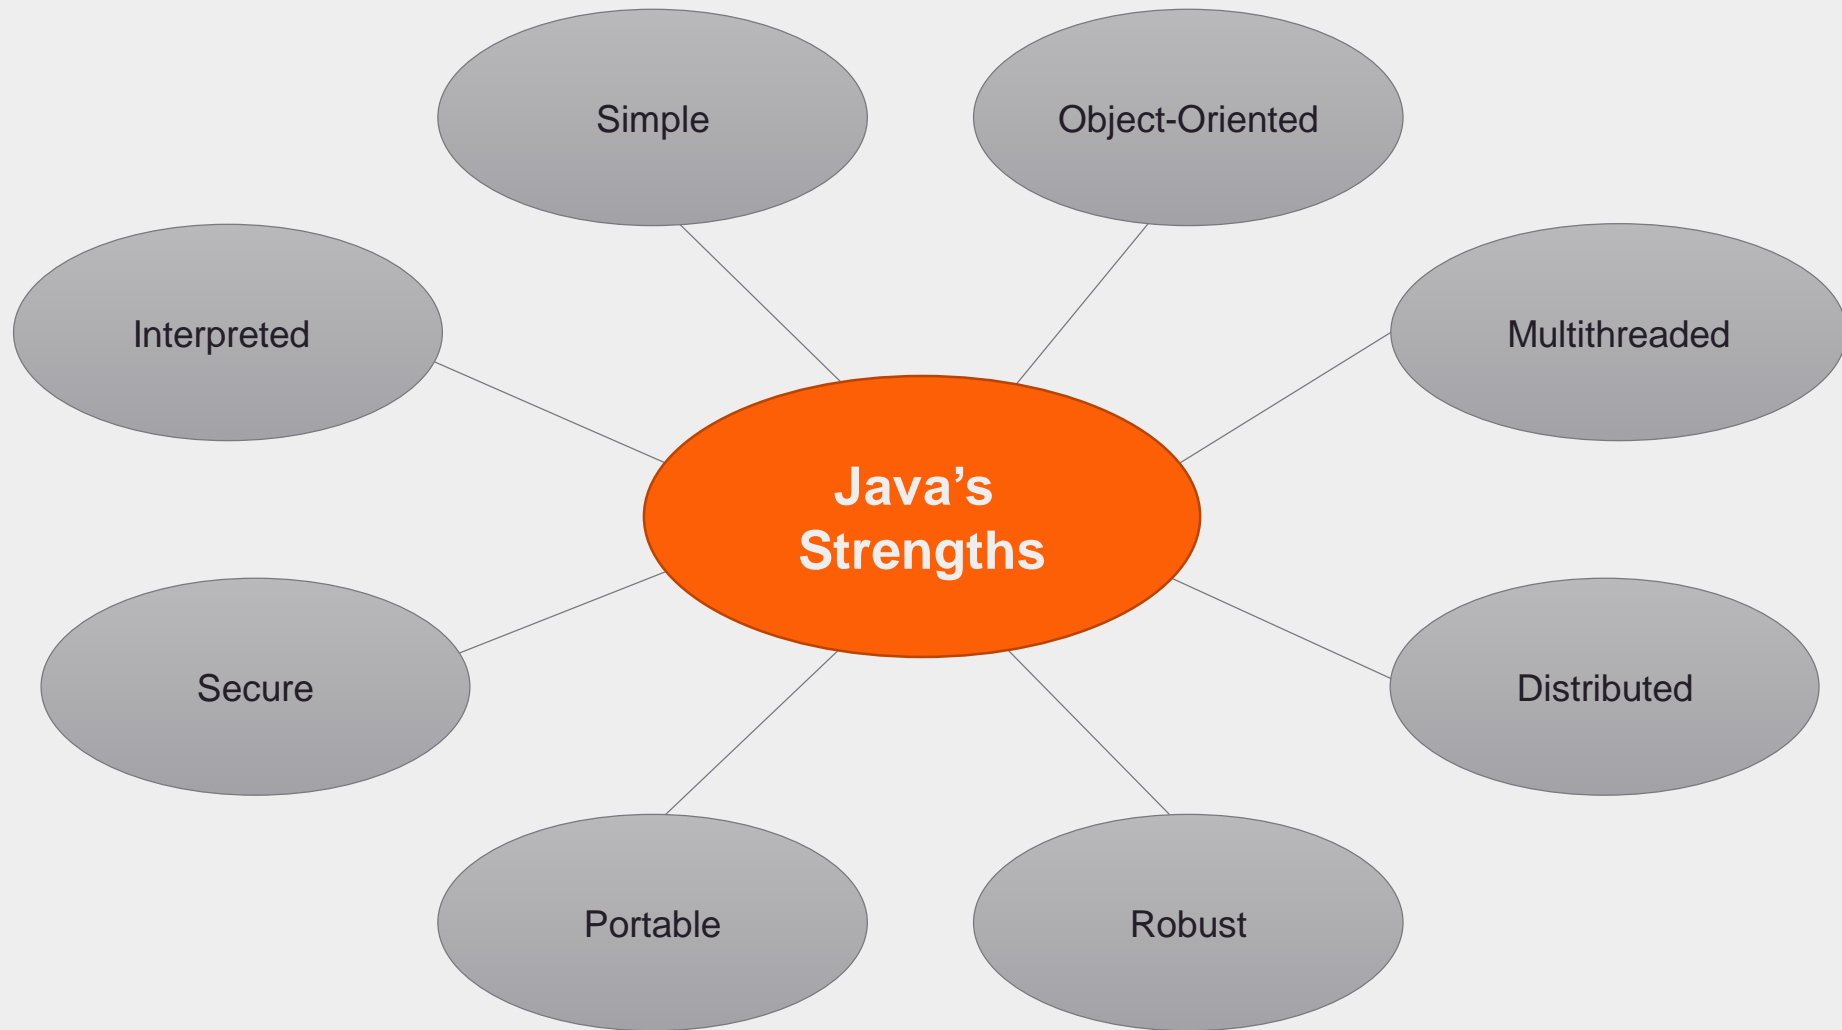 Simple
Object-Oriented
Interpreted
Multithreaded
Java’s
Strengths
Secure
Distributed
Portable
Robust